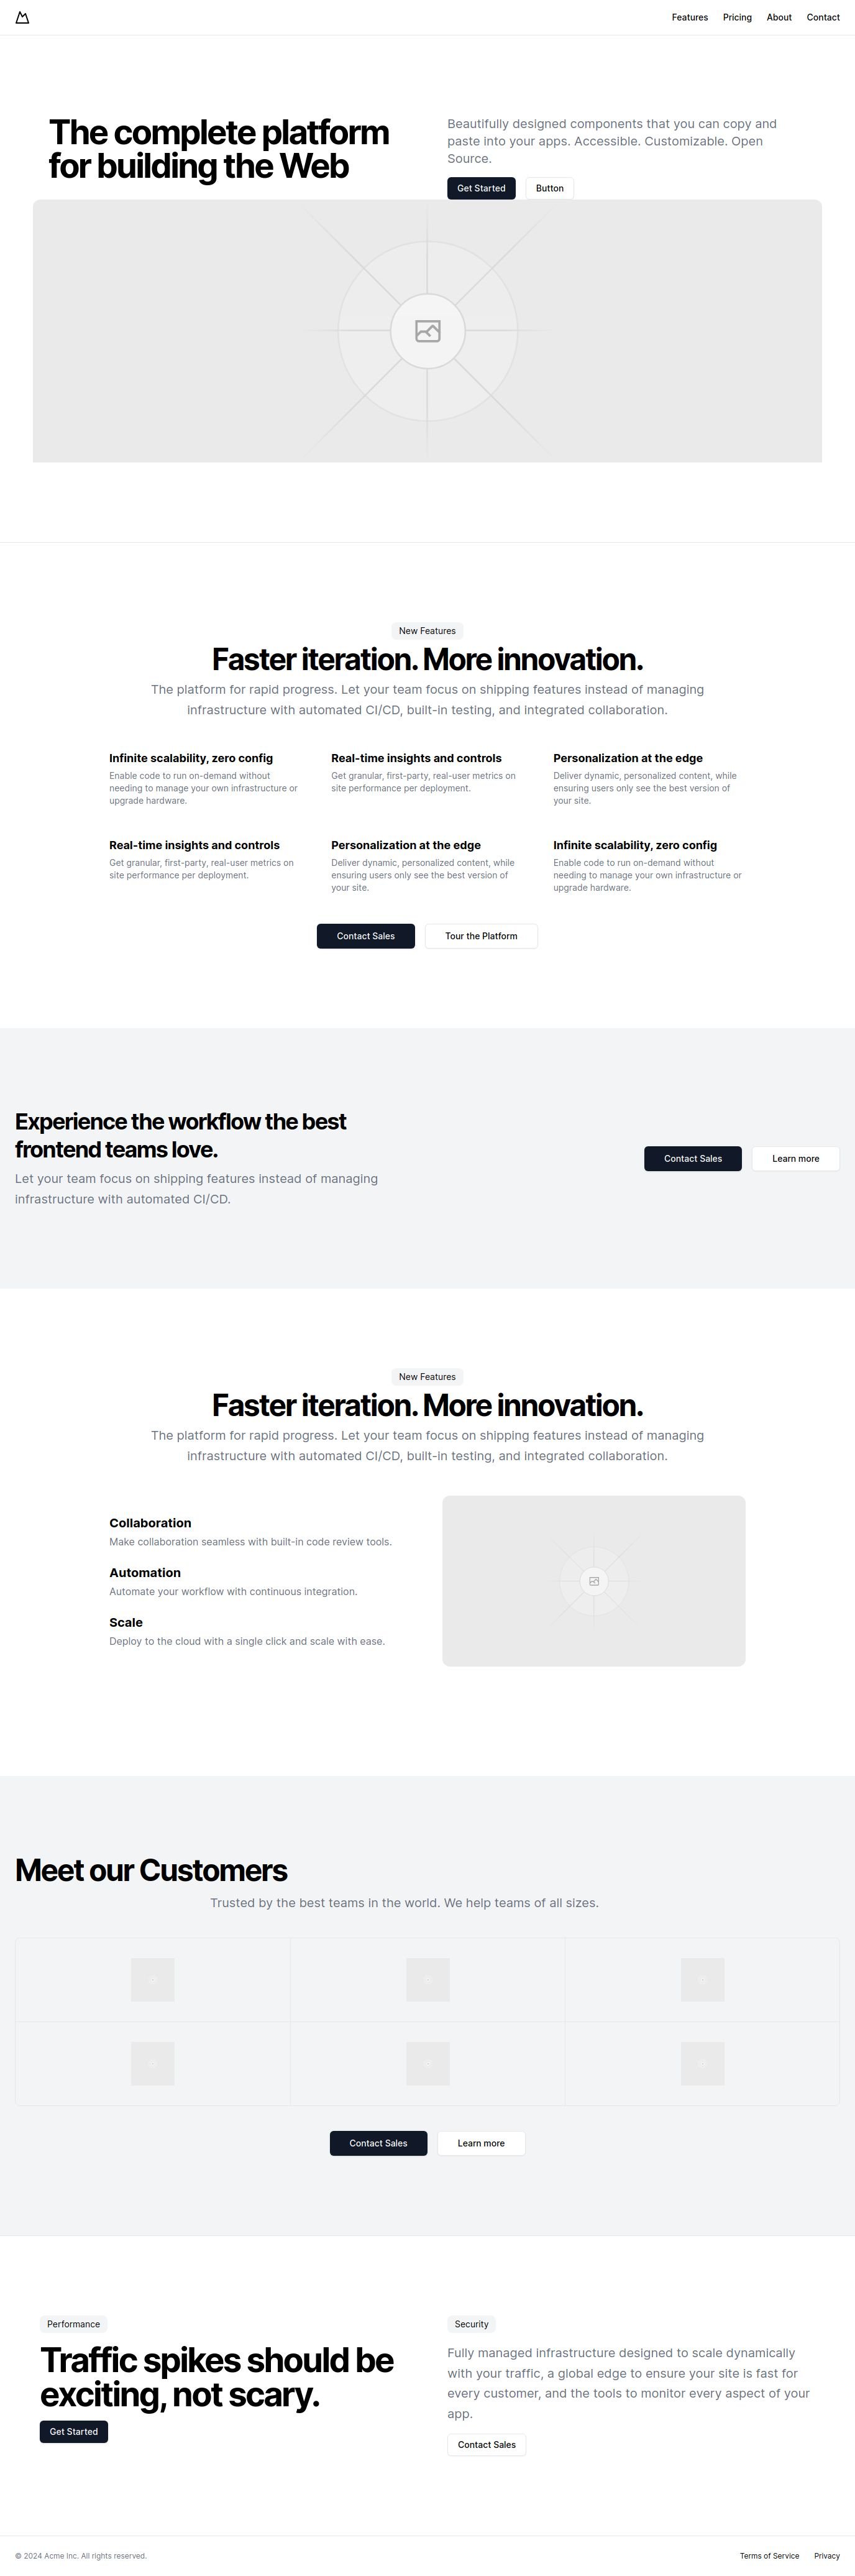 Features Pricing About Contact
The complete platform
for building the Web
Beautifully designed components that you can copy and
paste into your apps. Accessible. Customizable. Open
Source.
Get Started Button
New Features
Faster iteration. More innovation.
The platform for rapid progress. Let your team focus on shipping features instead of managing
infrastructure with automated CI/CD, built-in testing, and integrated collaboration.
Infinite scalability, zero config
Enable code to run on-demand without
needing to manage your own infrastructure or
upgrade hardware.
Real-time insights and controls
Get granular, first-party, real-user metrics on
site performance per deployment.
Personalization at the edge
Deliver dynamic, personalized content, while
ensuring users only see the best version of
your site.
Real-time insights and controls
Get granular, first-party, real-user metrics on
site performance per deployment.
Personalization at the edge
Deliver dynamic, personalized content, while
ensuring users only see the best version of
your site.
Infinite scalability, zero config
Enable code to run on-demand without
needing to manage your own infrastructure or
upgrade hardware.
Contact Sales Tour the Platform
Experience the workflow the best
frontend teams love.
Let your team focus on shipping features instead of managing
infrastructure with automated CI/CD.
Contact Sales Learn more
New Features
Faster iteration. More innovation.
The platform for rapid progress. Let your team focus on shipping features instead of managing
infrastructure with automated CI/CD, built-in testing, and integrated collaboration.
Collaboration
Make collaboration seamless with built-in code review tools.
Automation
Automate your workflow with continuous integration.
Scale
Deploy to the cloud with a single click and scale with ease.
Meet our Customers
Trusted by the best teams in the world. We help teams of all sizes.
Contact Sales Learn more
Performance
Traffic spikes should be
exciting, not scary.
Get Started
Security
Fully managed infrastructure designed to scale dynamically
with your traffic, a global edge to ensure your site is fast for
every customer, and the tools to monitor every aspect of your
app.
Contact Sales
© 2024 Acme Inc. All rights reserved.
Terms of Service Privacy